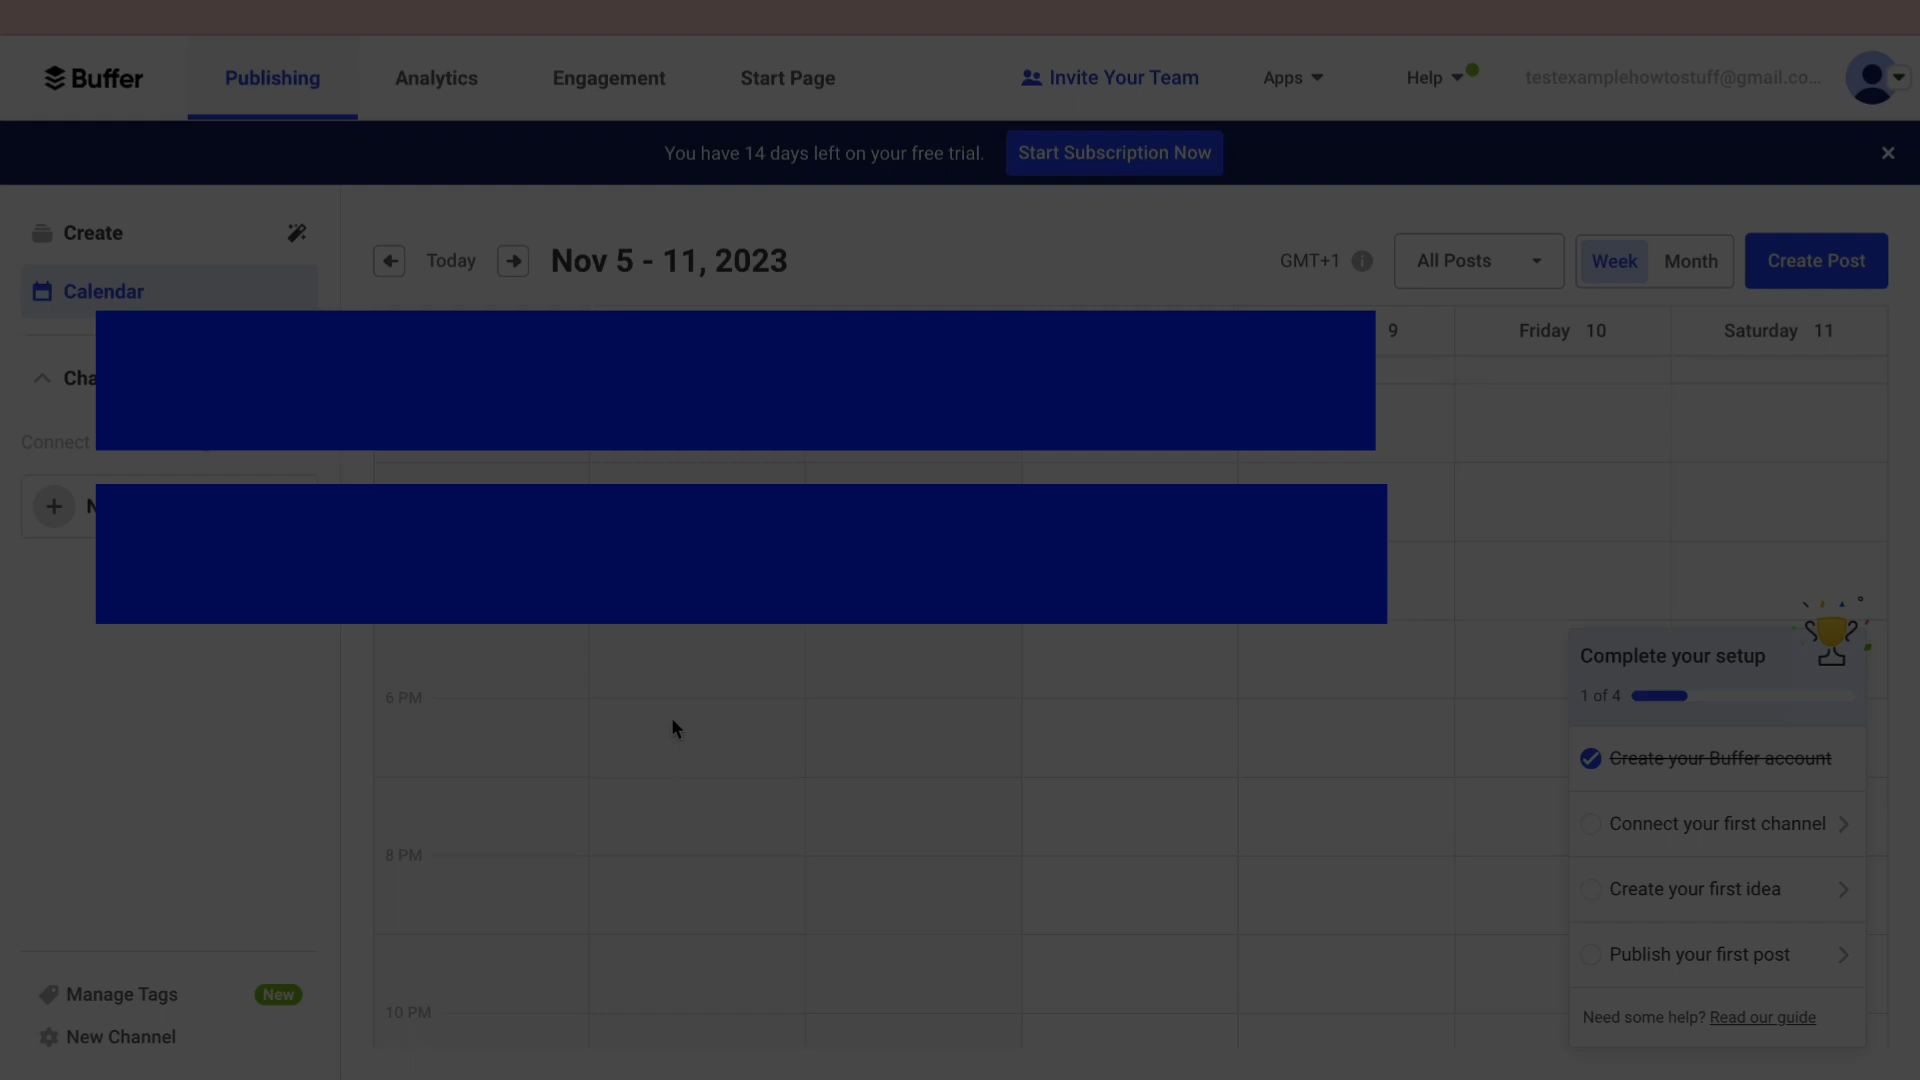 Buffer
Publishing
Analytics
Engagement
Start Page
Invite Your Team
Apps
Help
testexamplehowtostuff@gmail.co...
You have 14 days left on your free trial.
Start Subscription Now
Create
Calendar
Today
Nov 5 - 11, 2023
GMT+1
All Posts
Week
Month
Create Post
9
Friday 10
Saturday 11
Connect
6 PM
8 PM
10 PM
Complete your setup
1 of 4
Create your Buffer account
Connect your first channel
Create your first idea
Publish your first post
Need some help? Read our guide
Manage Tags
New
New Channel